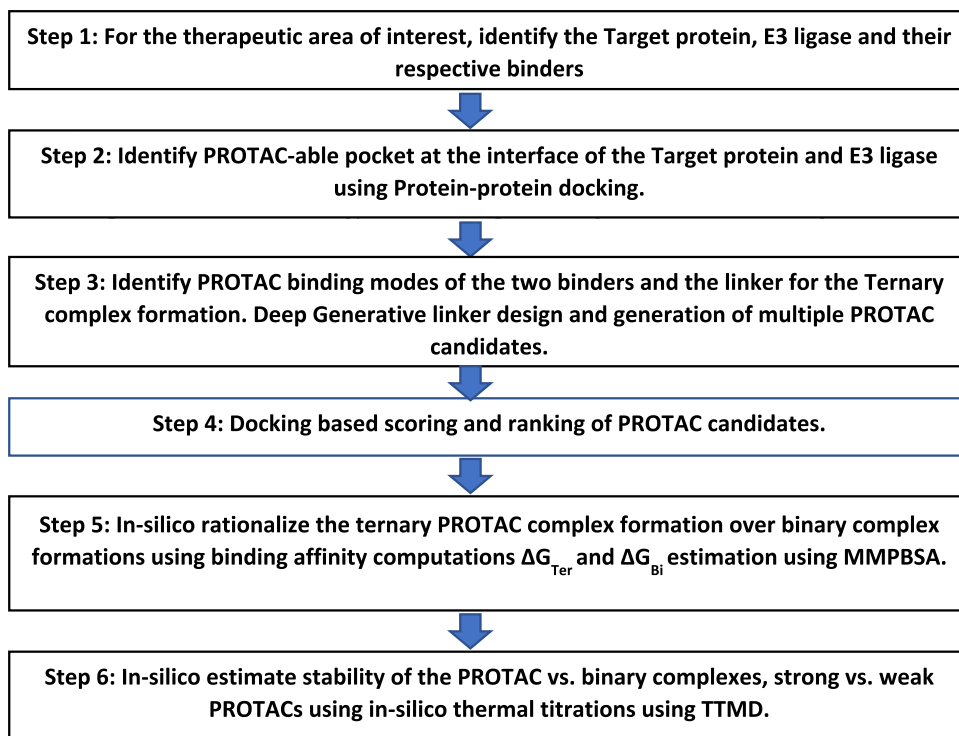 Step 1: For the therapeutic area of interest, identify the Target protein, E3 ligase and their
respective binders
Step 2: Identify PROTAC-able pocket at the interface of the Target protein and E3 ligase
using Protein-protein docking.
Step 3: Identify PROTAC binding modes of the two binders and the linker for the Ternary
complex formation. Deep Generative linker design and generation of multiple PROTAC
candidates.
Step 4: Docking based scoring and ranking of PROTAC candidates.
Step 5: In-silico rationalize the ternary PROTAC complex formation over binary complex
formations using binding affinity computations ΔG_Ter and ΔG_Bi estimation using MMPBSA.
Step 6: In-silico estimate stability of the PROTAC vs. binary complexes, strong vs. weak
PROTACs using in-silico thermal titrations using TTMD.